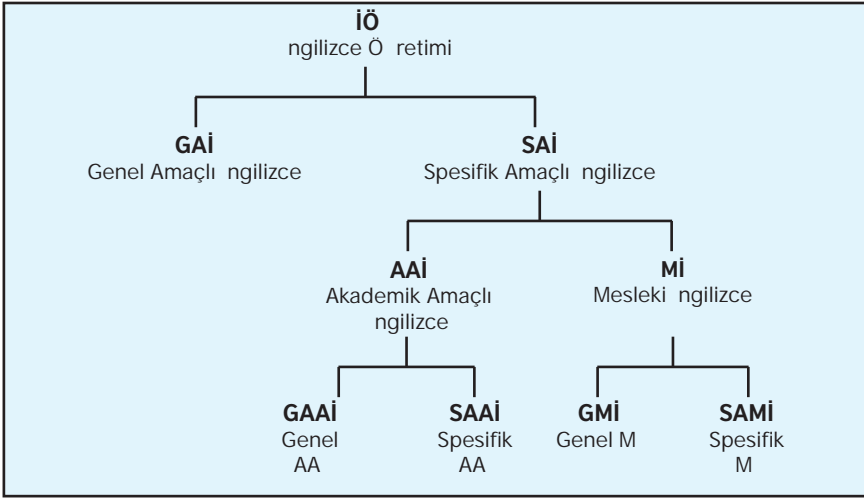 İÖ
ngilizce Ö retimi
GAİ
Genel Amaçlı ngilizce
SAİ
Spesifik Amaçlı ngilizce
AAİ
Akademik Amaçlı
ngilizce
Mİ
Mesleki ngilizce
GAAİ
Genel
AA
SAAİ
Spesifik
AA
GMİ
Genel M
SAMİ
Spesifik
M